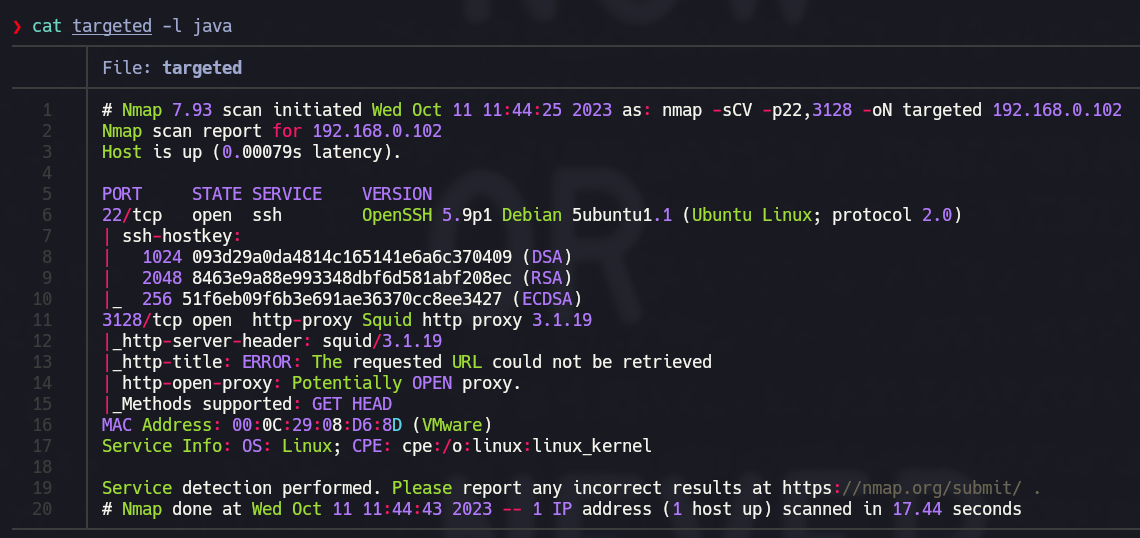 ❯ cat targeted -l java
File: targeted
1 # Nmap 7.93 scan initiated Wed Oct 11 11:44:25 2023 as: nmap -sCV -p22,3128 -oN targeted 192.168.0.102
2 Nmap scan report for 192.168.0.102
3 Host is up (0.00079s latency).
4
5 PORT     STATE SERVICE    VERSION
6 22/tcp   open  ssh        OpenSSH 5.9p1 Debian 5ubuntu1.1 (Ubuntu Linux; protocol 2.0)
7 | ssh-hostkey:
8 |   1024 093d29a0da4814c165141e6a6c370409 (DSA)
9 |   2048 8463e9a88e993348dbf6d581abf208ec (RSA)
10 |_  256 51f6eb09f6b3e691ae36370cc8ee3427 (ECDSA)
11 3128/tcp open  http-proxy Squid http proxy 3.1.19
12 |_http-server-header: squid/3.1.19
13 |_http-title: ERROR: The requested URL could not be retrieved
14 | http-open-proxy: Potentially OPEN proxy.
15 |_Methods supported: GET HEAD
16 MAC Address: 00:0C:29:08:D6:8D (VMware)
17 Service Info: OS: Linux; CPE: cpe:/o:linux:linux_kernel
18
19 Service detection performed. Please report any incorrect results at https://nmap.org/submit/ .
20 # Nmap done at Wed Oct 11 11:44:43 2023 -- 1 IP address (1 host up) scanned in 17.44 seconds